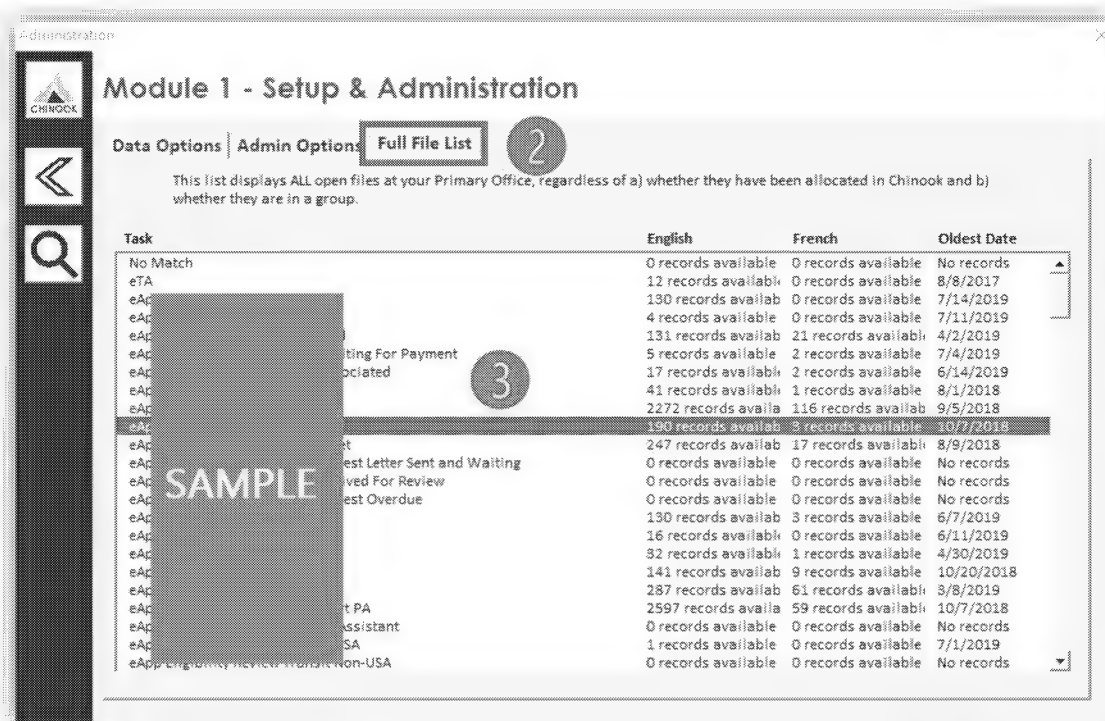 Administration
CHINOOK
Module 1 - Setup & Administration
Data Options Admin Options Full File List 2
This list displays ALL open files at your Primary Office, regardless of a) whether they have been allocated in Chinook and b)
whether they are in a group.
Task English French Oldest Date
No Match 0 records available 0 records available No records
eTA 12 records availabl 0 records available 8/8/2017
eAp 130 records availab 0 records available 7/14/2019
eAp 4 records available 0 records available 7/11/2019
eAp 131 records availab 21 records availabl 4/2/2019
eAp iting For Payment 5 records available 2 records available 7/4/2019
eAp ociated 17 records availabl 2 records available 6/14/2019
3
eAp 41 records availabl 1 records available 8/1/2018
eAp 2272 records availa 116 records availab 9/5/2018
eAp 190 records availab 3 records available 10/7/2018
eAp et 247 records availab 17 records availabl 8/9/2018
eAp est Letter Sent and Waiting 0 records available 0 records available No records
eAp ived For Review 0 records available 0 records available No records
SAMPLE
eAp est Overdue 0 records available 0 records available No records
eAp 130 records availab 3 records available 6/7/2019
eAp 16 records availabl 0 records available 6/11/2019
eAp 32 records availabl 1 records available 4/30/2019
eAp 141 records availab 9 records available 10/20/2018
eAp 287 records availab 61 records availabl 3/8/2019
eAp t PA 2597 records availa 59 records availabl 10/7/2018
eAp Assistant 0 records available 0 records available No records
eAp SA 1 records available 0 records available 7/1/2019
eApp Eligibility Review Transit Non-USA 0 records available 0 records available No records